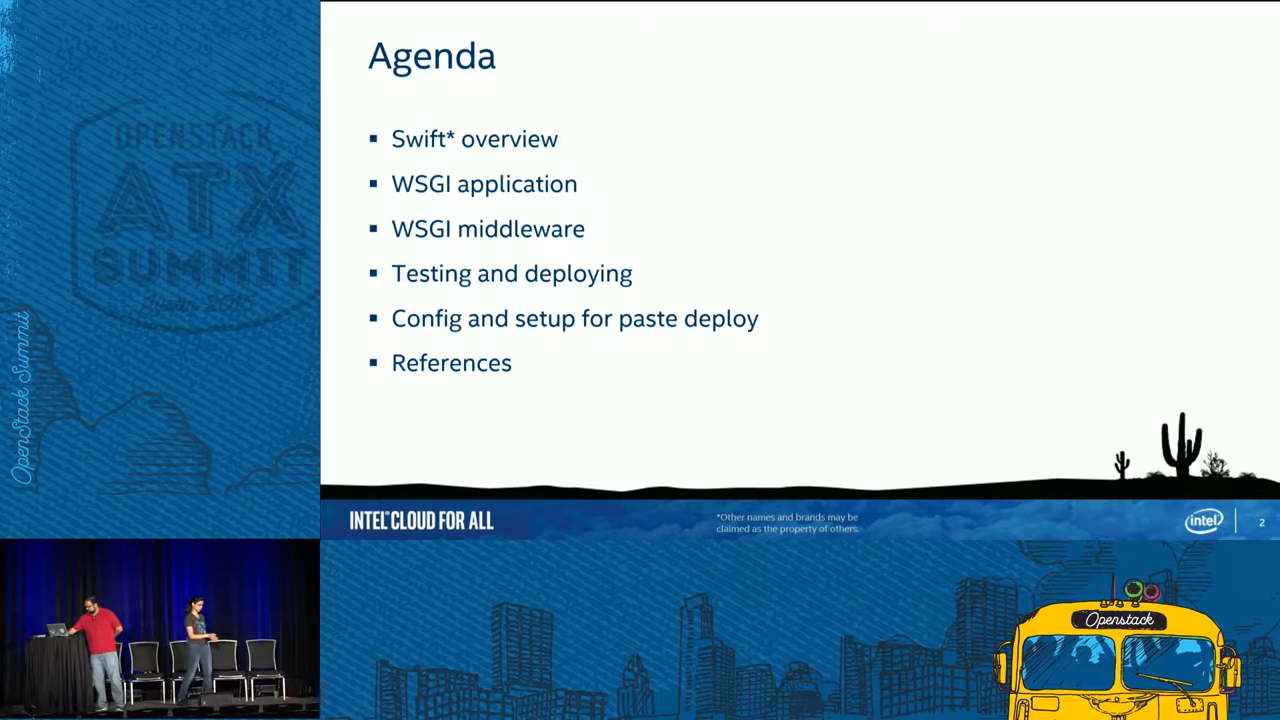 Agenda
▪ Swift* overview
▪ WSGI application
▪ WSGI middleware
▪ Testing and deploying
▪ Config and setup for paste deploy
▪ References
INTEL® CLOUD FOR ALL
*Other names and brands may be
claimed as the property of others.
intel
2
OPENSTACK
ATX
SUMMIT
OpenStack Summit
Openstack